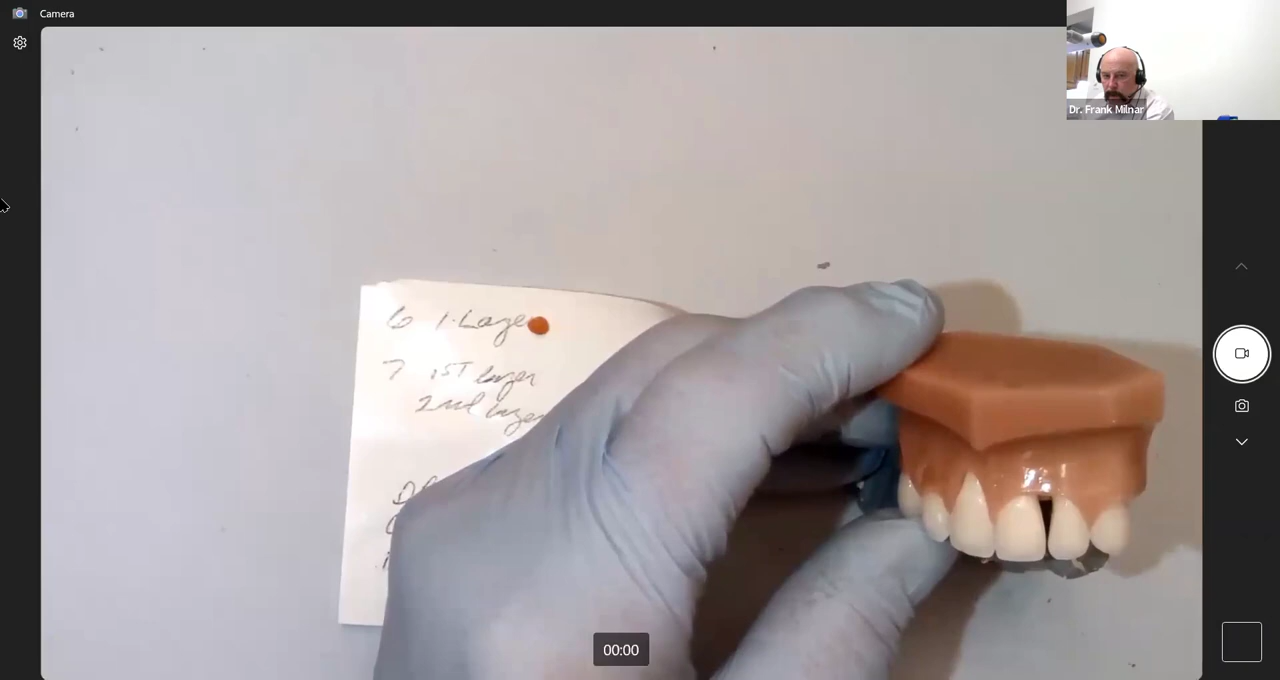 Camera
Dr. Frank Milnar
6 1-Layer
7 1ST layer
2nd layer
00:00